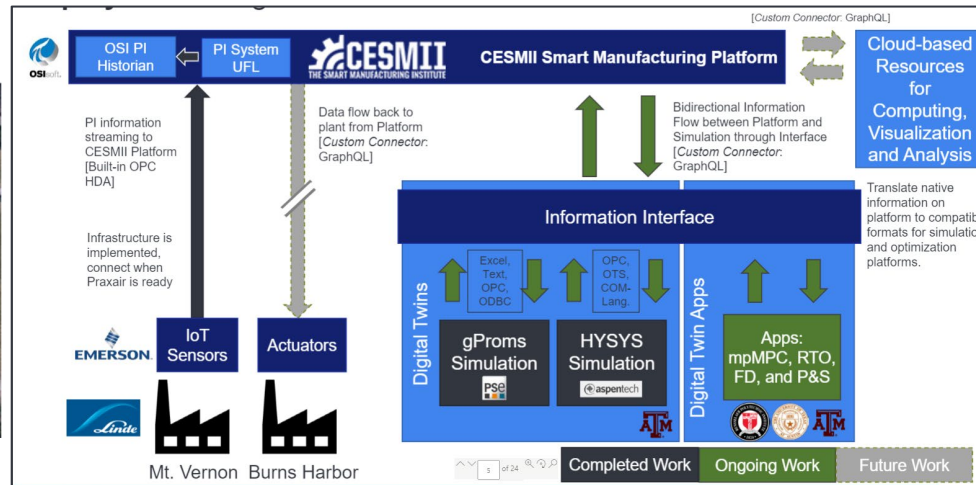 [Custom Connector: GraphQL]
OSIsoft.
OSI PI
Historian
PI System
UFL
CESMII
THE SMART MANUFACTURING INSTITUTE
CESMII Smart Manufacturing Platform
Cloud-based
Resources
for
Computing,
Visualization
and Analysis
PI information
streaming to
CESMII Platform
[Built-in OPC
HDA]
Data flow back to
plant from Platform
[Custom Connector:
GraphQL]
Bidirectional Information
Flow between Platform and
Simulation through Interface
[Custom Connector:
GraphQL]
Translate native
information on
platform to compatib
formats for simulatio
and optimization
platforms.
Infrastructure is
implemented,
connect when
Praxair is ready
Information Interface
Digital Twins
Excel,
Text,
OPC,
ODBC
OPC,
OTS,
COM-
Lang.
gProms
Simulation
PSE
HYSYS
Simulation
aspentech
ATM
Digital Twin Apps
Apps:
mpMPC, RTO,
FD, and P&S
ATM
EMERSON
IoT
Sensors
Actuators
Linde
Mt. Vernon
Burns Harbor
5 of 24
Completed Work
Ongoing Work
Future Work